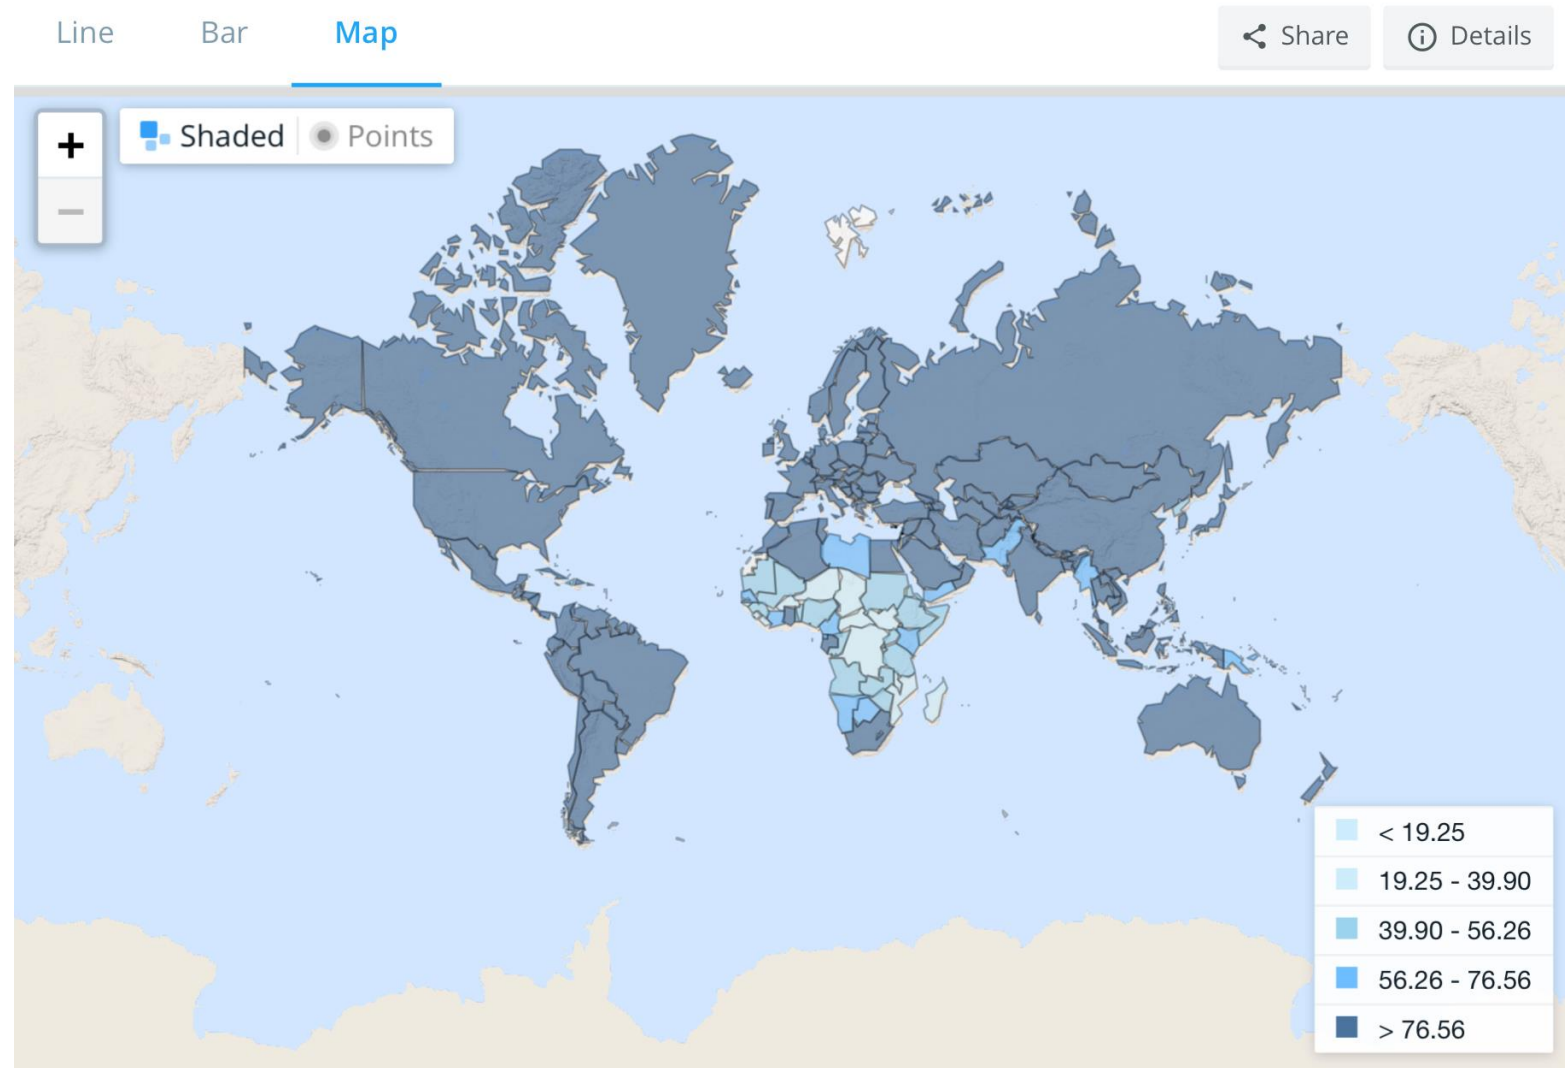 Line Bar Map Share Details
+ Shaded Points
−
< 19.25
19.25 - 39.90
39.90 - 56.26
56.26 - 76.56
> 76.56